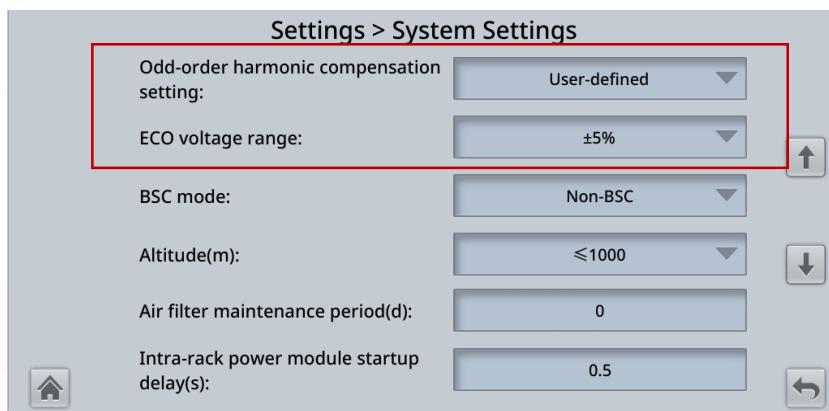 Settings > System Settings
Odd-order harmonic compensation
setting:
User-defined
ECO voltage range:
±5%
BSC mode:
Non-BSC
Altitude(m):
≤1000
Air filter maintenance period(d):
0
Intra-rack power module startup
delay(s):
0.5